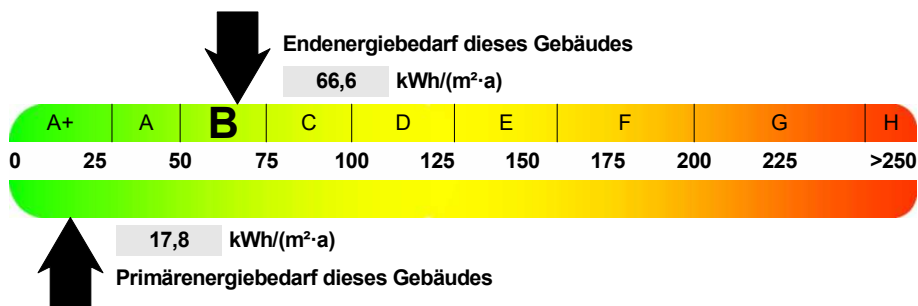 Endenergiebedarf dieses Gebäudes
66,6 kWh/(m²·a)
A+ A B C D E F G H
0 25 50 75 100 125 150 175 200 225 >250
17,8 kWh/(m²·a)
Primärenergiebedarf dieses Gebäudes